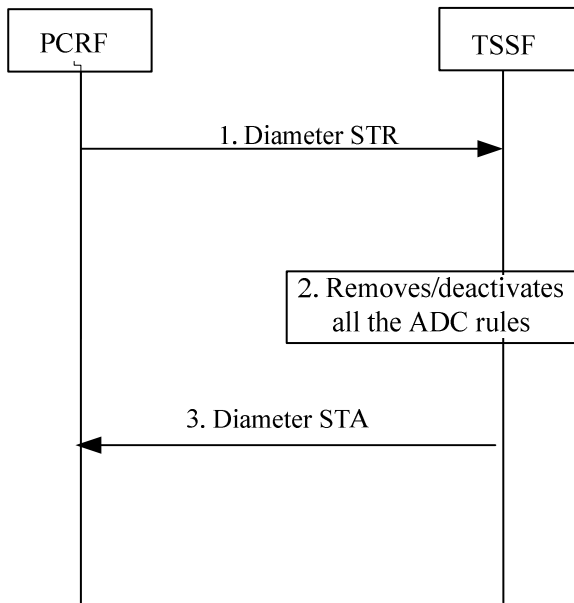 PCRF
TSSF
1. Diameter STR
2. Removes/deactivates
all the ADC rules
3. Diameter STA